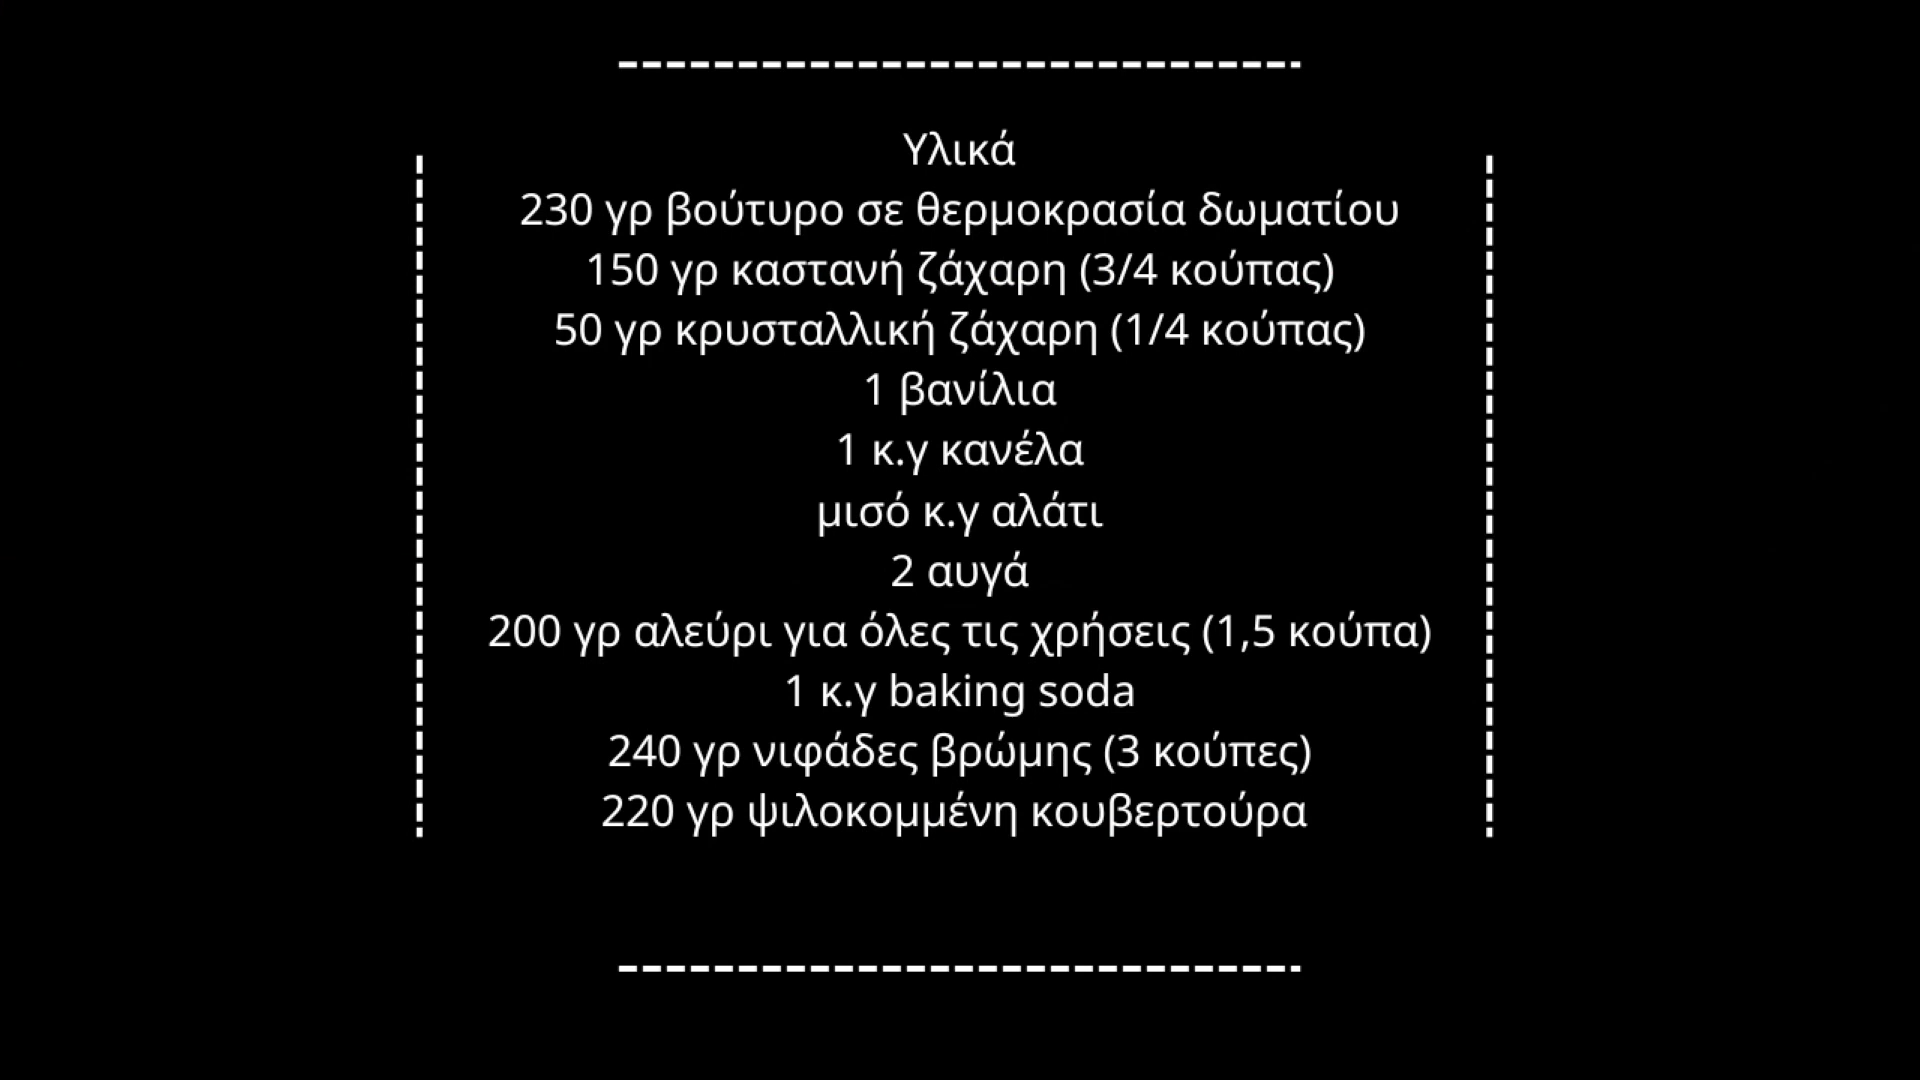 Υλικά
230 γρ βούτυρο σε θερμοκρασία δωματίου
150 γρ καστανή ζάχαρη (3/4 κούπας)
50 γρ κρυσταλλική ζάχαρη (1/4 κούπας)
1 βανίλια
1 κ.γ κανέλα
μισό κ.γ αλάτι
2 αυγά
200 γρ αλεύρι για όλες τις χρήσεις (1,5 κούπα)
1 κ.γ baking soda
240 γρ νιφάδες βρώμης (3 κούπες)
220 γρ ψιλοκομμένη κουβερτούρα